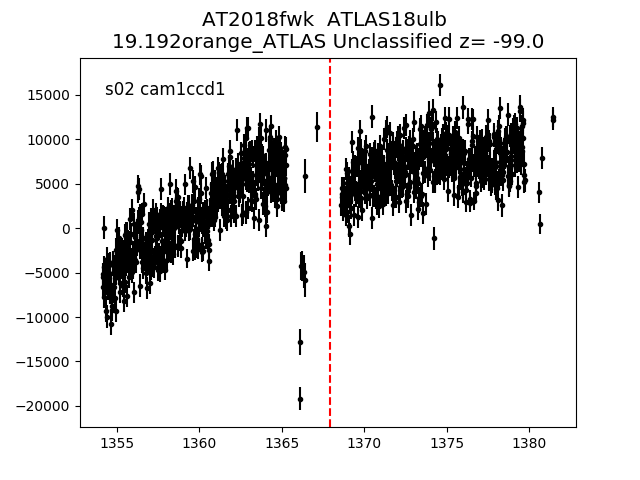 AT2018fwk  ATLAS18ulb
19.192orange_ATLAS Unclassified z= -99.0
s02 cam1ccd1
15000
10000
5000
0
−5000
−10000
−15000
−20000
1355 1360 1365 1370 1375 1380